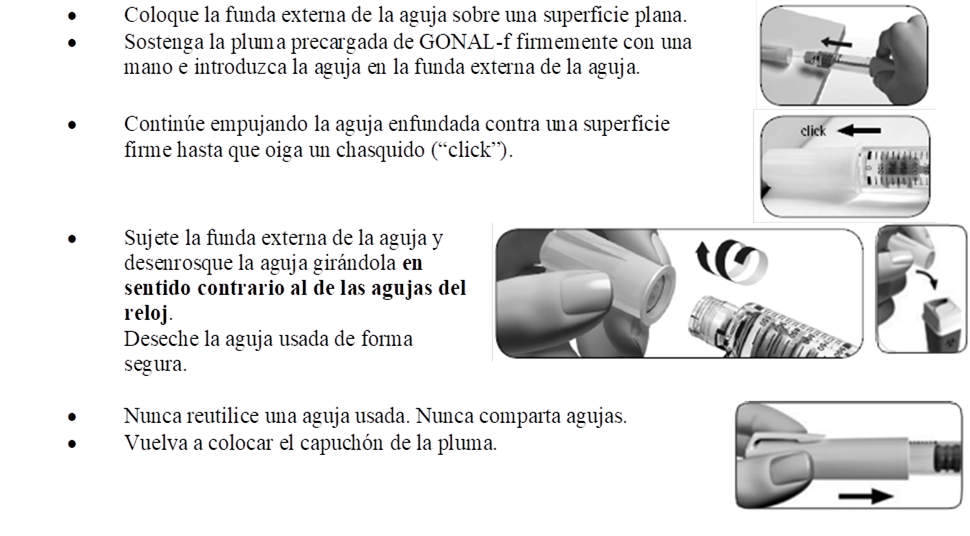 • Coloque la funda externa de la aguja sobre una superficie plana.
• Sostenga la pluma precargada de GONAL-f firmemente con una
mano e introduzca la aguja en la funda externa de la aguja.
• Continúe empujando la aguja enfundada contra una superficie
firme hasta que oiga un chasquido (“click”).
click
• Sujete la funda externa de la aguja y
desenrosque la aguja girándola en
sentido contrario al de las agujas del
reloj.
Deseche la aguja usada de forma
segura.
• Nunca reutilice una aguja usada. Nunca comparta agujas.
• Vuelva a colocar el capuchón de la pluma.